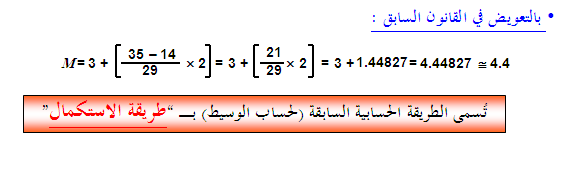 • بالتعويض في القانون السابق :
M = 3 + [ 35 – 14 / 29 × 2 ] = 3 + [ 21 / 29 × 2 ] = 3 + 1.44827 = 4.44827 ≅ 4.4
تُسمى الطريقة الحسابية السابقة (لحساب الوسيط) بــ “طريقة الاستكمال”